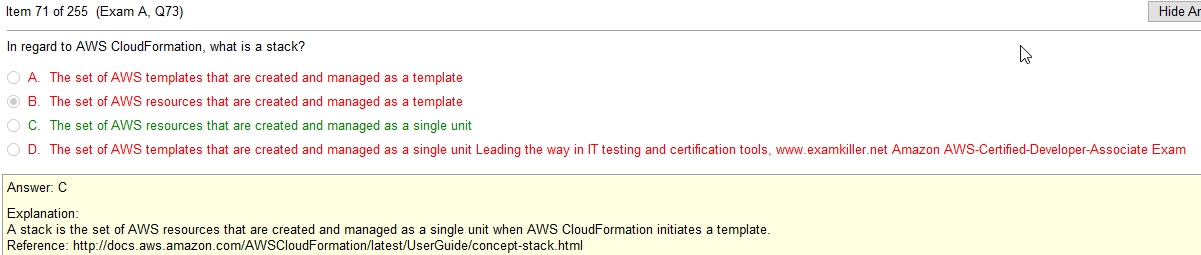 Item 71 of 255 (Exam A, Q73)
Hide
In regard to AWS CloudFormation, what is a stack?
A. The set of AWS templates that are created and managed as a template
B. The set of AWS resources that are created and managed as a template
C. The set of AWS resources that are created and managed as a single unit
D. The set of AWS templates that are created and managed as a single unit Leading the way in IT testing and certification tools, www.examkiller.net Amazon AWS-Certified-Developer-Associate Exam
Answer: C
Explanation:
A stack is the set of AWS resources that are created and managed as a single unit when AWS CloudFormation initiates a template.
Reference: http://docs.aws.amazon.com/AWSCloudFormation/latest/UserGuide/concept-stack.html